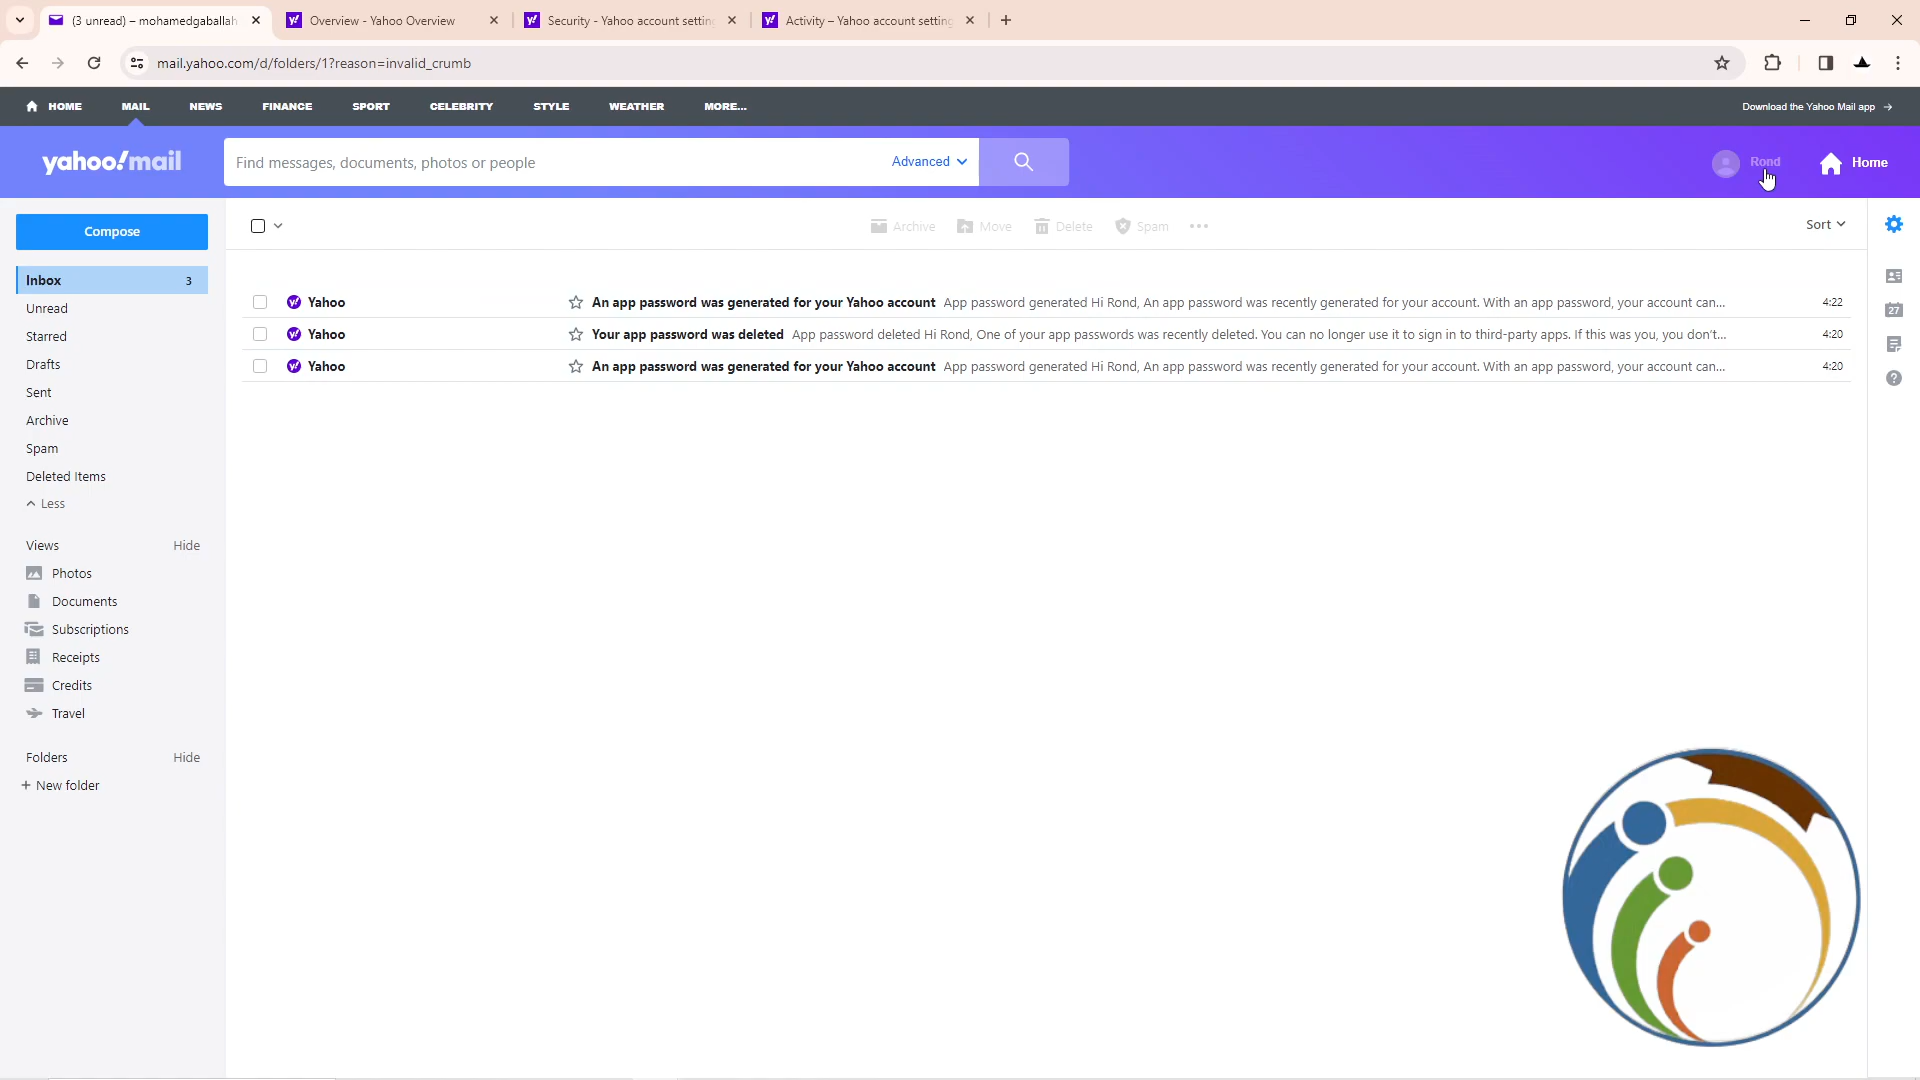 (3 unread) – mohamedgaballah
Overview - Yahoo Overview
Security - Yahoo account settin
Activity – Yahoo account setting
mail.yahoo.com/d/folders/1?reason=invalid_crumb
HOME MAIL NEWS FINANCE SPORT CELEBRITY STYLE WEATHER MORE... Download the Yahoo Mail app →
yahoo!mail
Find messages, documents, photos or people
Advanced
Rond
Home
Compose
Archive Move Delete Spam
Sort
Inbox 3
Unread
Starred
Drafts
Sent
Archive
Spam
Deleted Items
Less
Views Hide
Photos
Documents
Subscriptions
Receipts
Credits
Travel
Folders Hide
+ New folder
Yahoo An app password was generated for your Yahoo account App password generated Hi Rond, An app password was recently generated for your account. With an app password, your account can... 4:22
Yahoo Your app password was deleted App password deleted Hi Rond, One of your app passwords was recently deleted. You can no longer use it to sign in to third-party apps. If this was you, you don't... 4:20
Yahoo An app password was generated for your Yahoo account App password generated Hi Rond, An app password was recently generated for your account. With an app password, your account can... 4:20
27